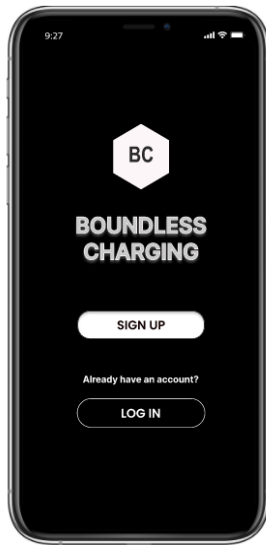 9:27
BC
BOUNDLESS
CHARGING
SIGN UP
Already have an account?
LOG IN